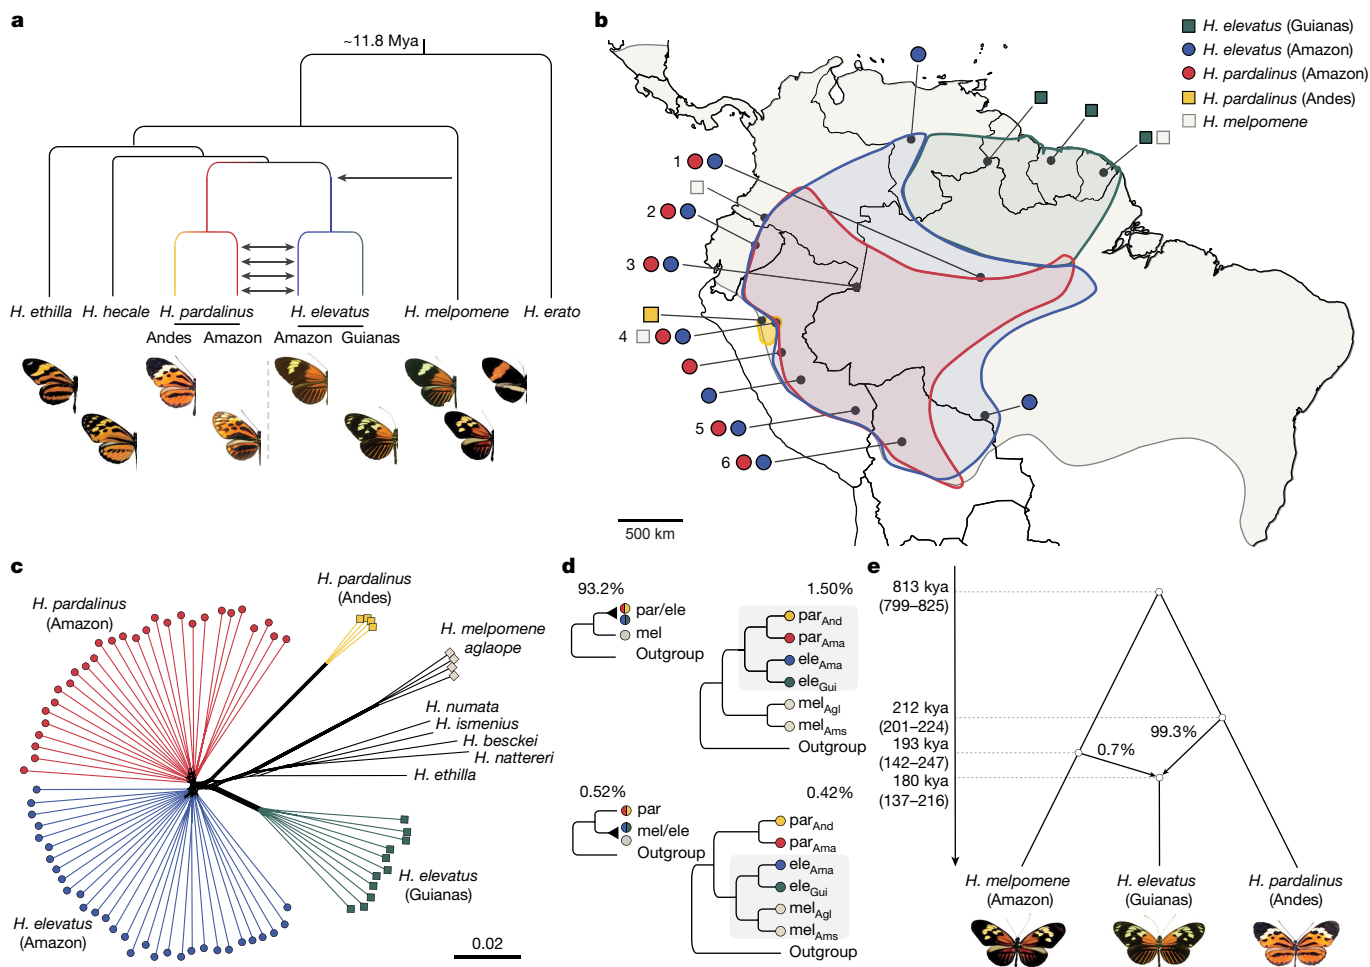 a
~11.8 Mya
H. ethilla H. hecale H. pardalinus H. elevatus H. melpomene H. erato
Andes Amazon Amazon Guianas
b
H. elevatus (Guianas)
H. elevatus (Amazon)
H. pardalinus (Amazon)
H. pardalinus (Andes)
H. melpomene
1
2
3
4
5
6
500 km
c
H. pardalinus
(Amazon)
H. pardalinus
(Andes)
H. melpomene
aglaope
H. numata
H. ismenius
H. besckei
H. nattereri
H. ethilla
H. elevatus
(Guianas)
H. elevatus
(Amazon)
0.02
d
93.2%
par/ele
mel
Outgroup
1.50%
parAnd
parAma
eleAma
eleGui
melAgl
melAms
Outgroup
0.52%
par
mel/ele
Outgroup
0.42%
parAnd
parAma
eleAma
eleGui
melAgl
melAms
Outgroup
e
813 kya
(799–825)
212 kya
(201–224)
193 kya
(142–247)
180 kya
(137–216)
99.3%
0.7%
H. melpomene
(Amazon)
H. elevatus
(Guianas)
H. pardalinus
(Andes)